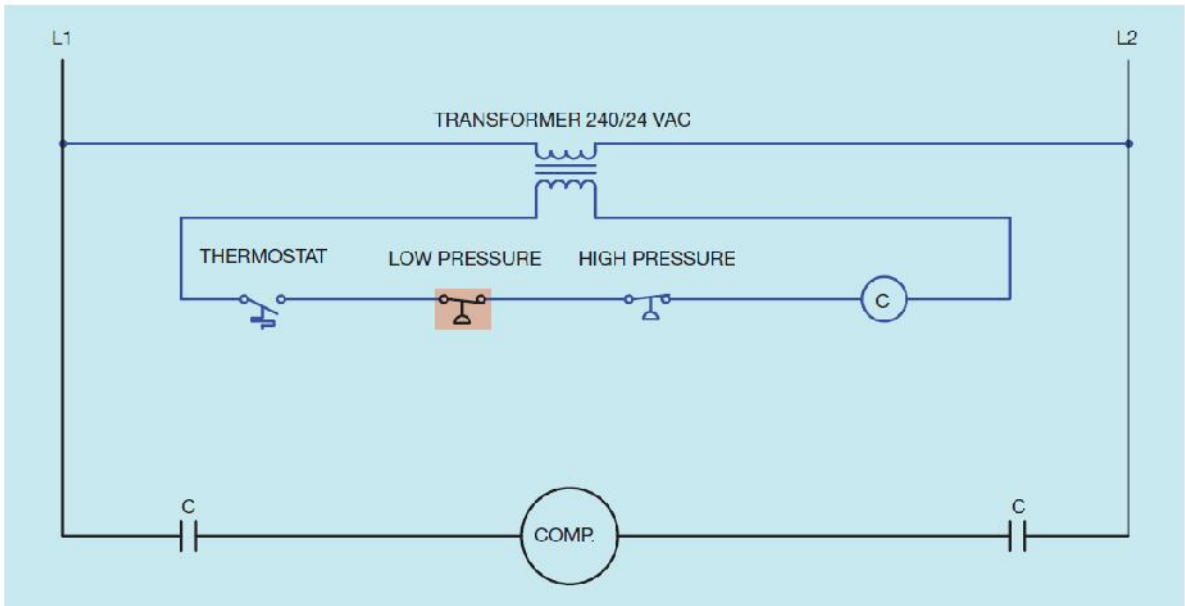 L1
L2
TRANSFORMER 240/24 VAC
THERMOSTAT
LOW PRESSURE
HIGH PRESSURE
C
C
C
COMP.